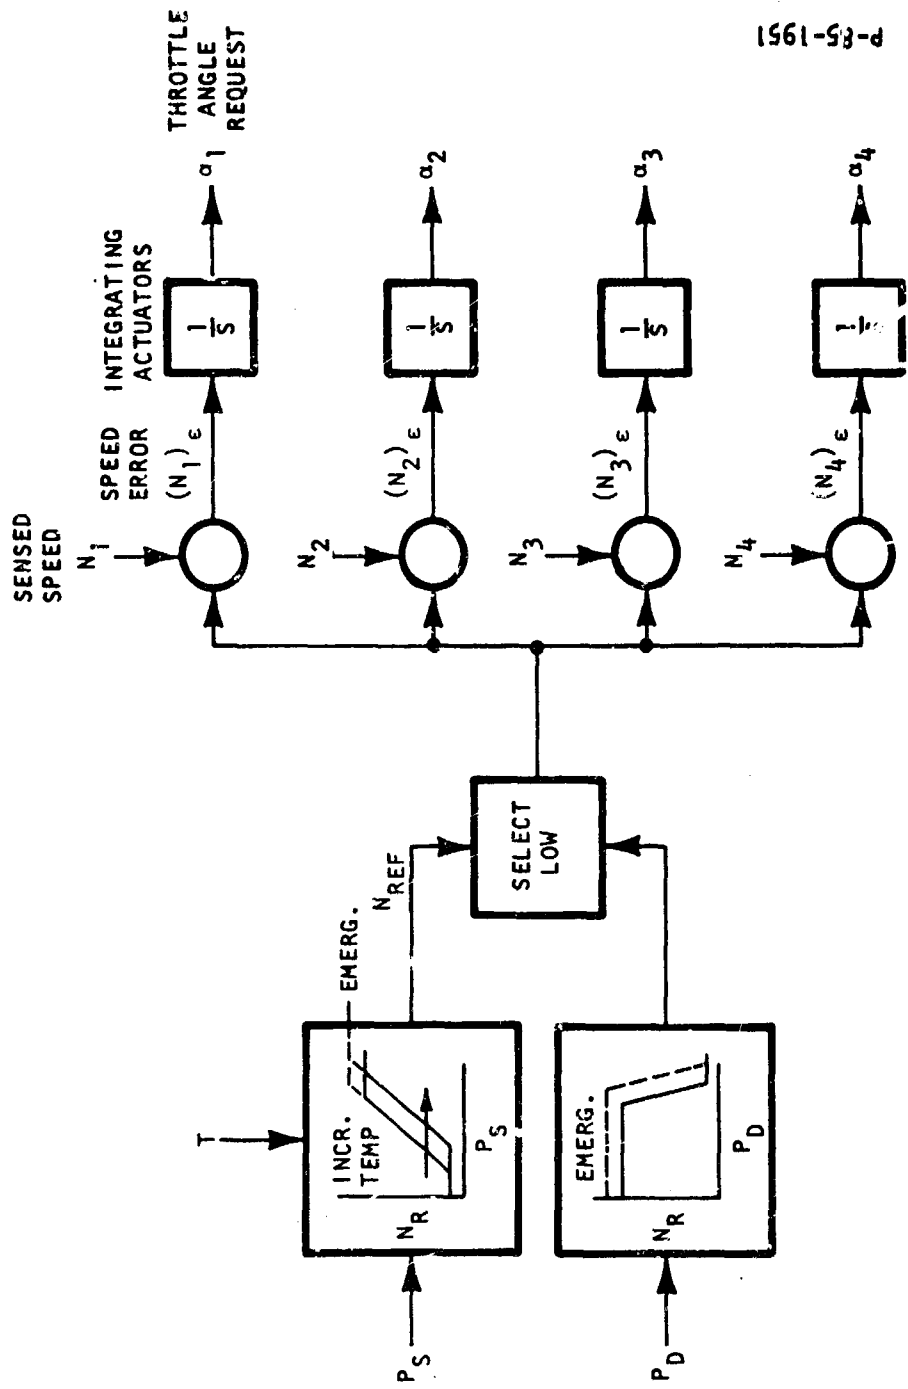 SENSED
SPEED
SPEED
ERROR
INTEGRATING
ACTUATORS
THROTTLE
ANGLE
REQUEST
N1
(N1)ε
1/S
α1
N2
(N2)ε
1/S
α2
N3
(N3)ε
1/S
α3
N4
(N4)ε
α4
T
PS
INCR.
TEMP
EMERG.
NR
PS
NREF
SELECT
LOW
PD
EMERG.
NR
PD
P-85-1951